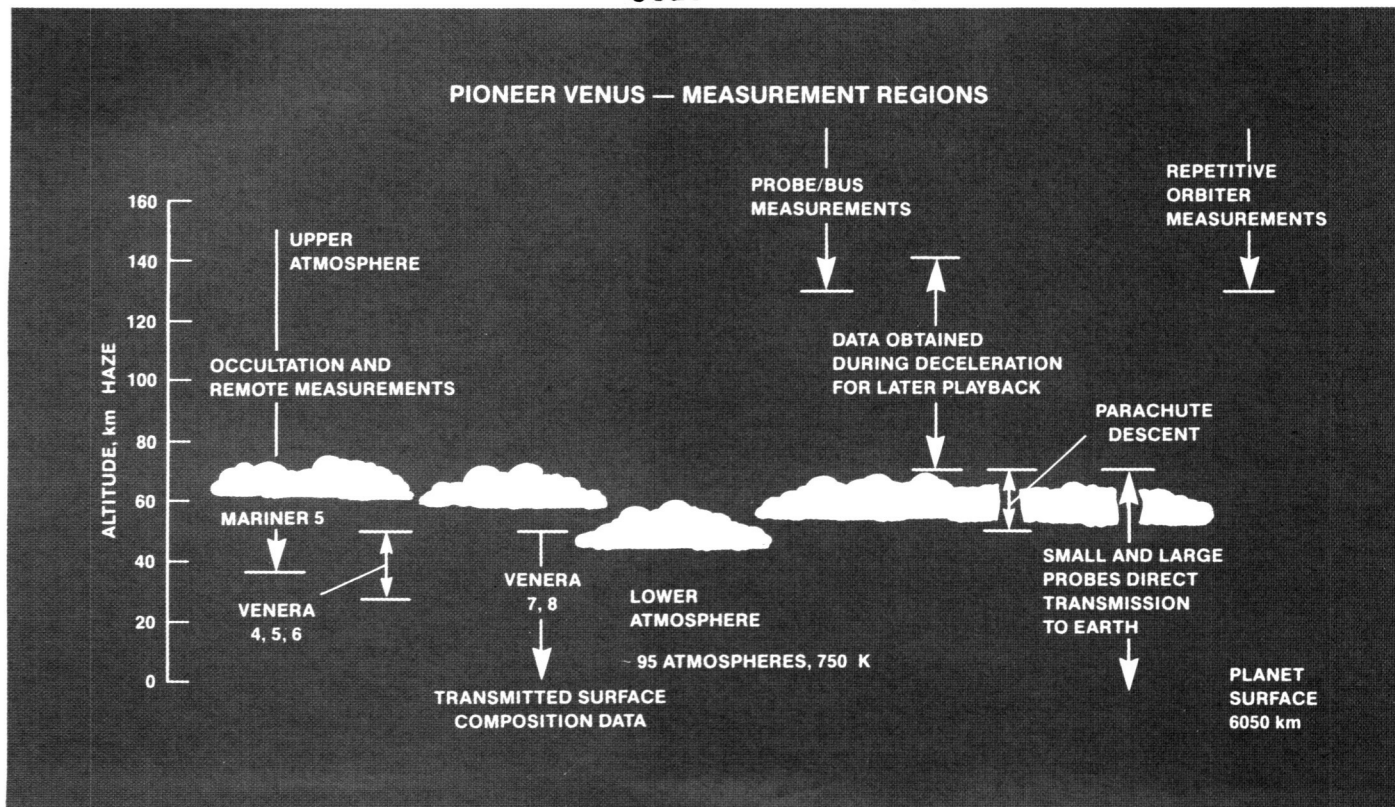 PIONEER VENUS — MEASUREMENT REGIONS
ALTITUDE, km HAZE
160
140
120
100
80
60
40
20
0
UPPER
ATMOSPHERE
OCCULTATION AND
REMOTE MEASUREMENTS
MARINER 5
VENERA
4, 5, 6
VENERA
7, 8
TRANSMITTED SURFACE
COMPOSITION DATA
LOWER
ATMOSPHERE
~ 95 ATMOSPHERES, 750 K
PROBE/BUS
MEASUREMENTS
DATA OBTAINED
DURING DECELERATION
FOR LATER PLAYBACK
PARACHUTE
DESCENT
SMALL AND LARGE
PROBES DIRECT
TRANSMISSION
TO EARTH
REPETITIVE
ORBITER
MEASUREMENTS
PLANET
SURFACE
6050 km